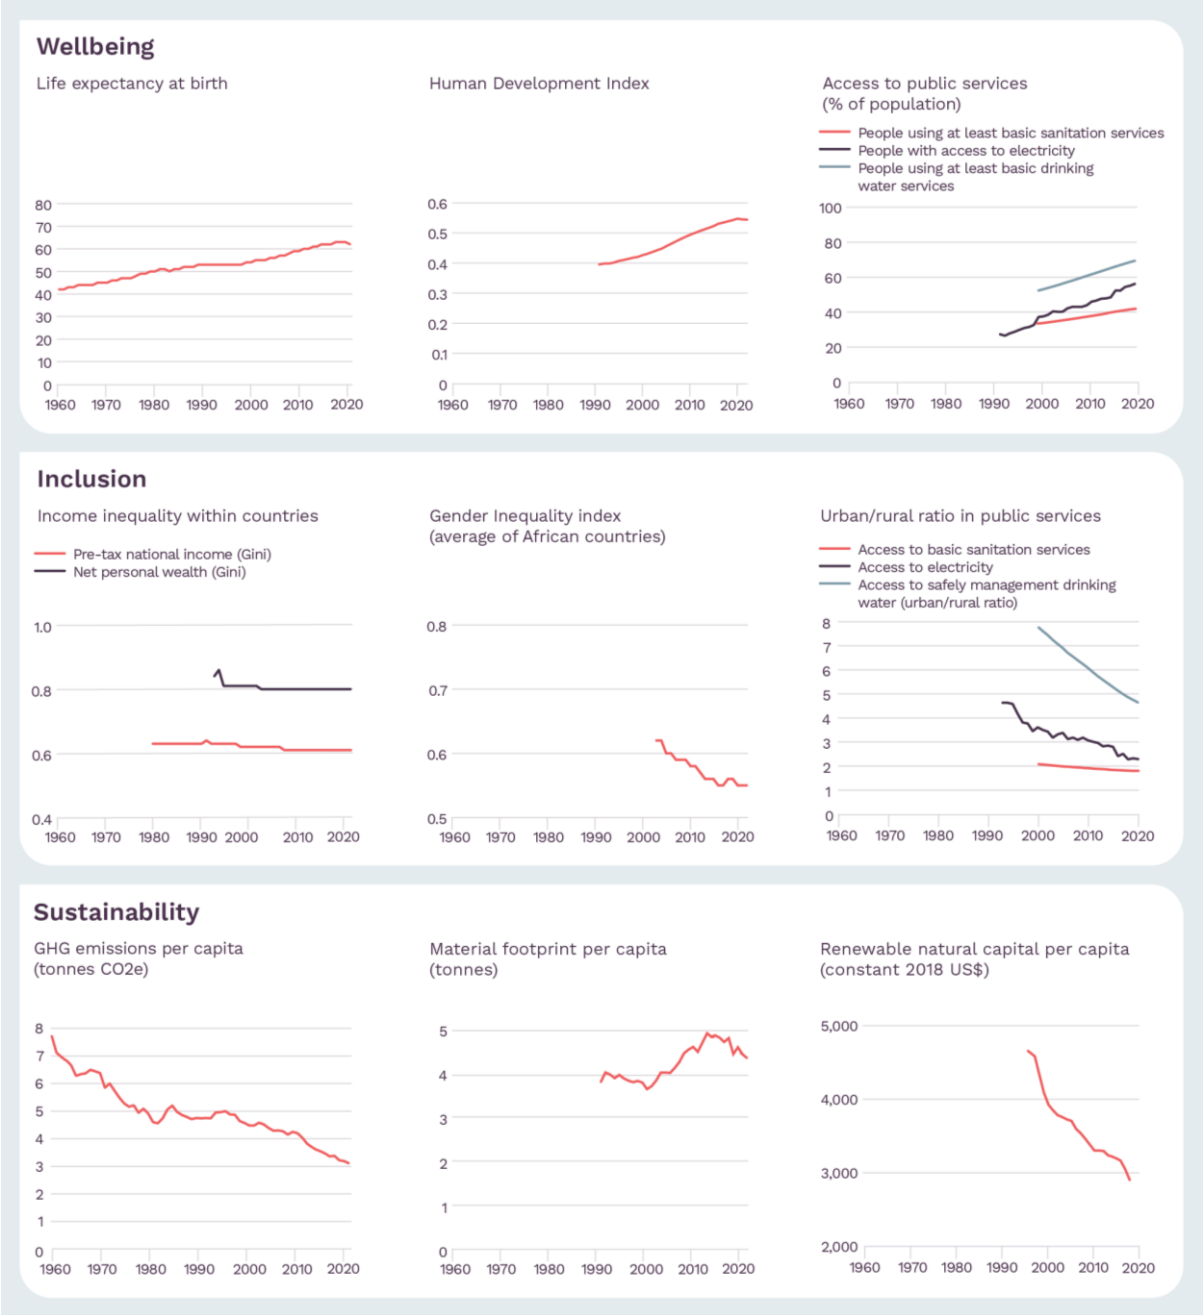 Wellbeing
Life expectancy at birth
80
70
60
50
40
30
20
10
0
1960 1970 1980 1990 2000 2010 2020
Human Development Index
0.6
0.5
0.4
0.3
0.2
0.1
0
1960 1970 1980 1990 2000 2010 2020
Access to public services
(% of population)
People using at least basic sanitation services
People with access to electricity
People using at least basic drinking
water services
100
80
60
40
20
0
1960 1970 1980 1990 2000 2010 2020
Inclusion
Income inequality within countries
Pre-tax national income (Gini)
Net personal wealth (Gini)
1.0
0.8
0.6
0.4
1960 1970 1980 1990 2000 2010 2020
Gender Inequality index
(average of African countries)
0.8
0.7
0.6
0.5
1960 1970 1980 1990 2000 2010 2020
Urban/rural ratio in public services
Access to basic sanitation services
Access to electricity
Access to safely management drinking
water (urban/rural ratio)
8
7
6
5
4
3
2
1
0
1960 1970 1980 1990 2000 2010 2020
Sustainability
GHG emissions per capita
(tonnes CO2e)
8
7
6
5
4
3
2
1
0
1960 1970 1980 1990 2000 2010 2020
Material footprint per capita
(tonnes)
5
4
3
2
1
0
1960 1970 1980 1990 2000 2010 2020
Renewable natural capital per capita
(constant 2018 US$)
5,000
4,000
3,000
2,000
1960 1970 1980 1990 2000 2010 2020